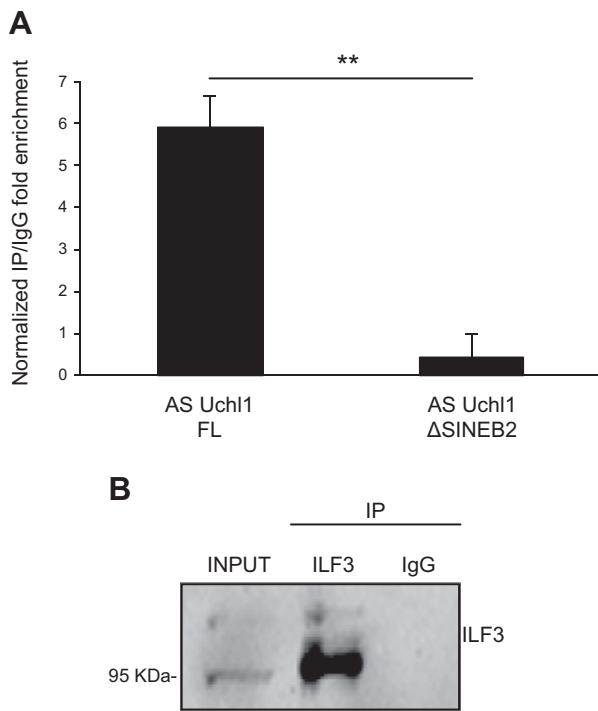 A
**
Normalized IP/IgG fold enrichment
7
6
5
4
3
2
1
0
AS Uchl1
FL
AS Uchl1
ΔSINEB2
B
IP
INPUT ILF3 IgG
ILF3
95 KDa-